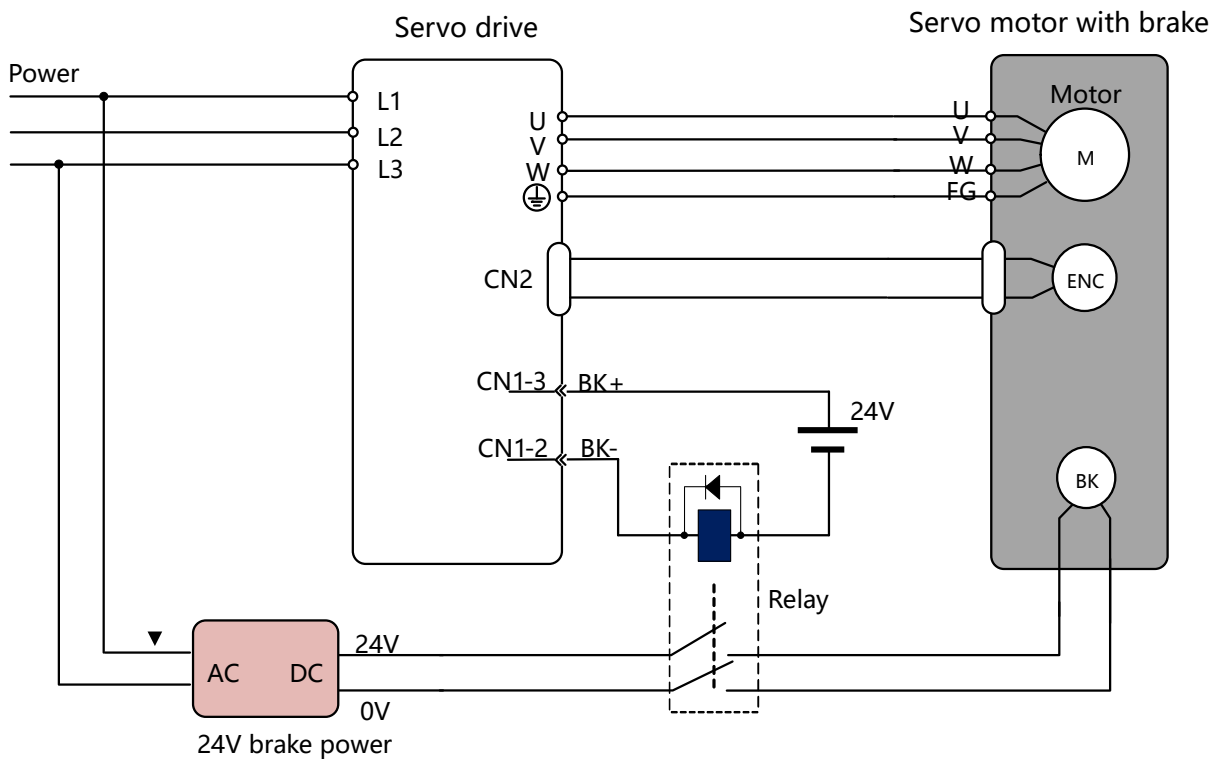 Servo drive
Servo motor with brake
Power
L1
L2
L3
U
V
W
U
V
W
FG
Motor
M
CN2
ENC
CN1-3
BK+
24V
CN1-2
BK-
BK
Relay
AC
DC
24V
0V
24V brake power